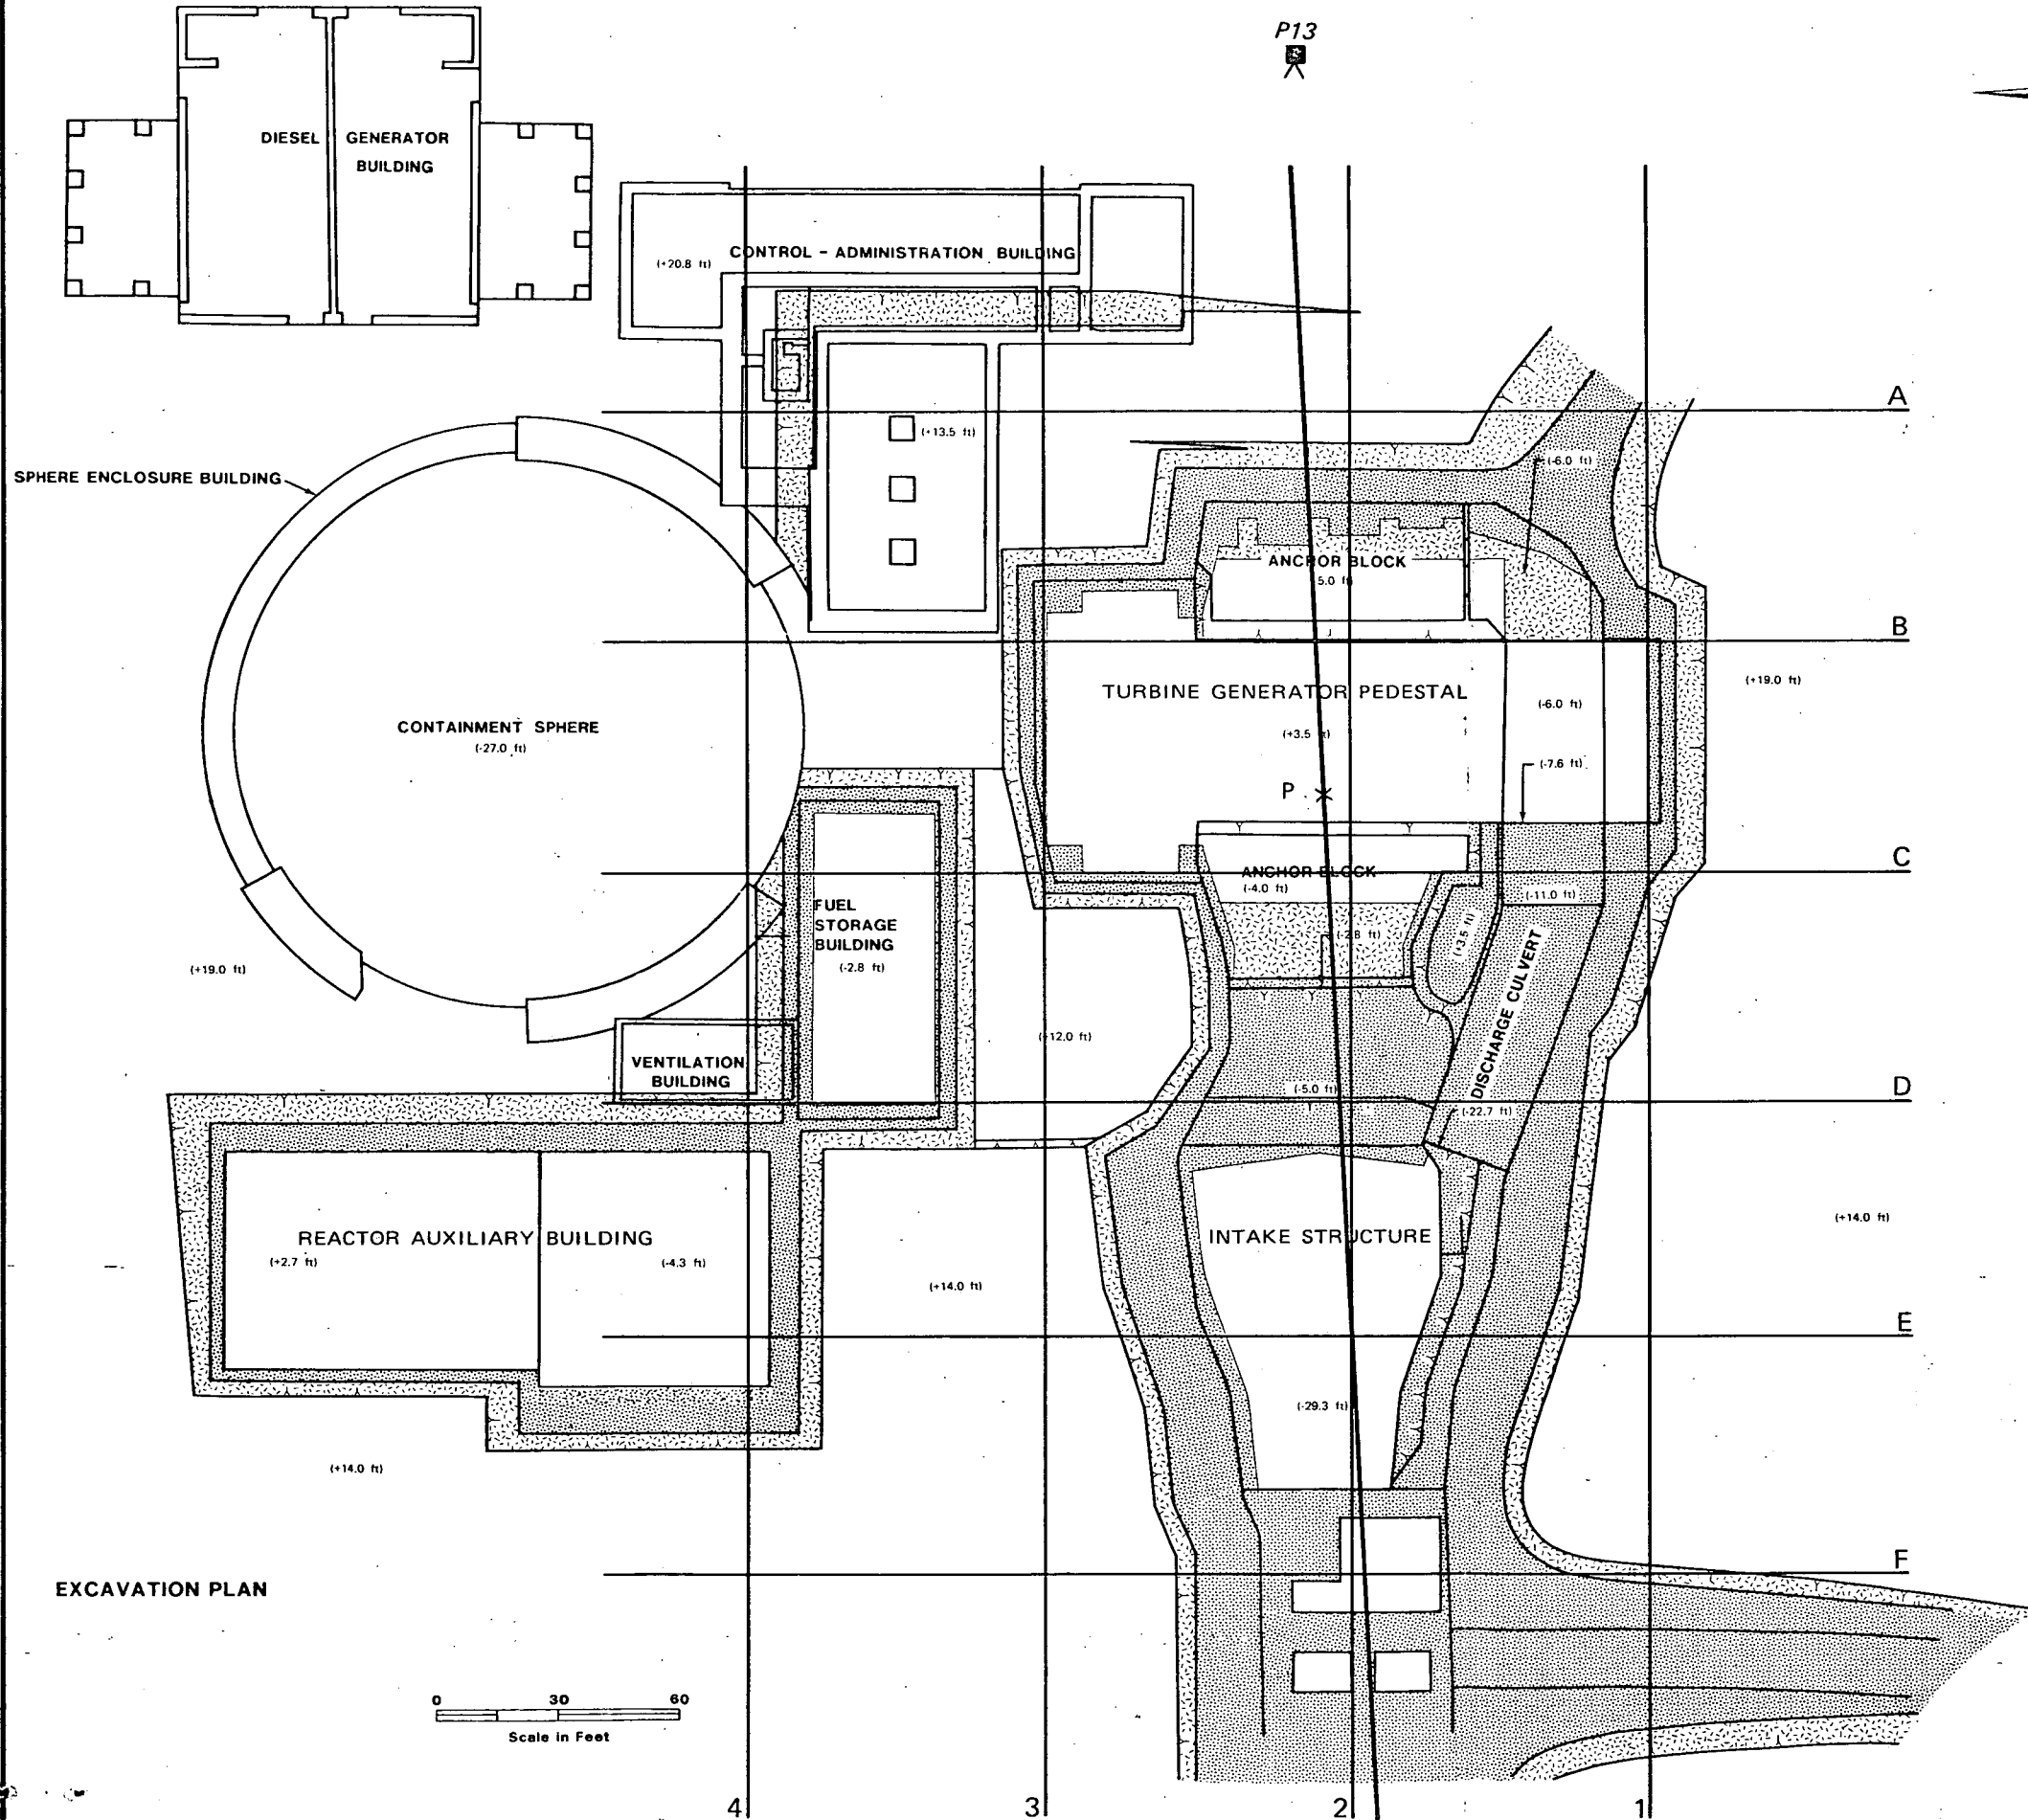 P13
DIESEL GENERATOR
BUILDING
(+20.8 ft)
CONTROL - ADMINISTRATION BUILDING
A
(+13.5 ft)
(-6.0 ft)
SPHERE ENCLOSURE BUILDING
ANCHOR BLOCK
5.0 ft
B
(+19.0 ft)
TURBINE GENERATOR PEDESTAL
(-6.0 ft)
CONTAINMENT SPHERE
(-27.0 ft)
(+3.5 ft)
(-7.6 ft)
P
C
ANCHOR BLOCK
(-4.0 ft)
(-11.0 ft)
FUEL
STORAGE
BUILDING
(-2.8 ft)
(-2.8 ft)
(+3.5 ft)
(+19.0 ft)
DISCHARGE CULVERT
(+12.0 ft)
VENTILATION
BUILDING
(-5.0 ft)
D
(-22.7 ft)
(+14.0 ft)
REACTOR AUXILIARY BUILDING
INTAKE STRUCTURE
(+2.7 ft)
(-4.3 ft)
(+14.0 ft)
E
(-29.3 ft)
(+14.0 ft)
F
EXCAVATION PLAN
0 30 60
Scale in Feet
4 3 2 1